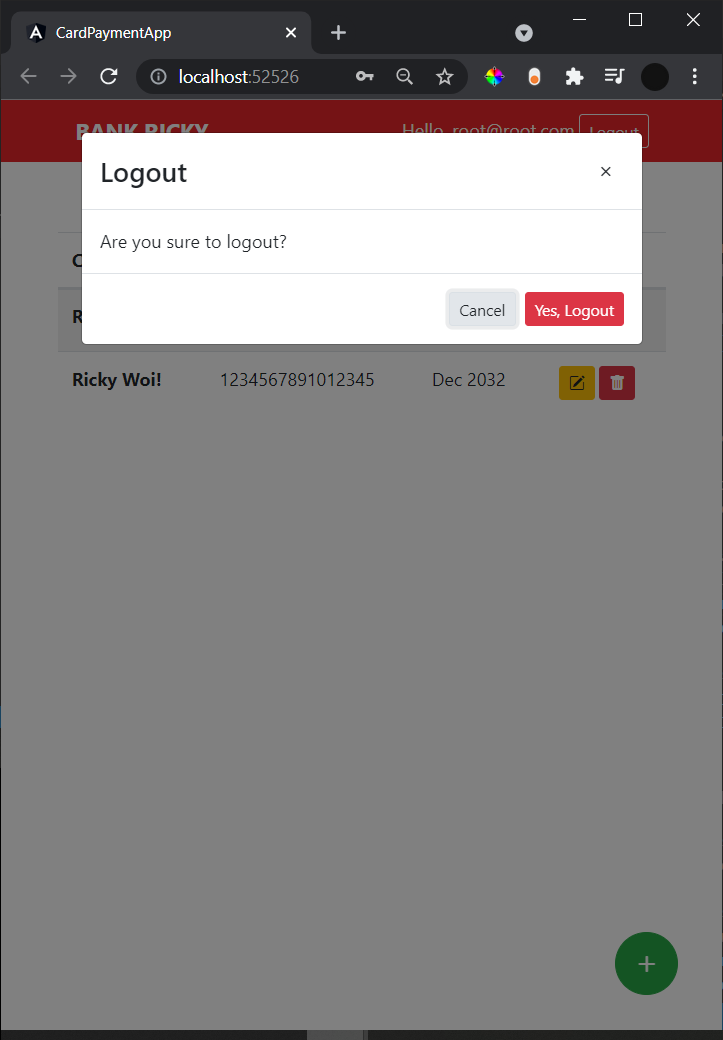 CardPaymentApp
localhost:52526
BANK RICKY
Hello, root@root.com Logout
Logout
Are you sure to logout?
Cancel Yes, Logout
Ricky Woi! 1234567891012345 Dec 2032